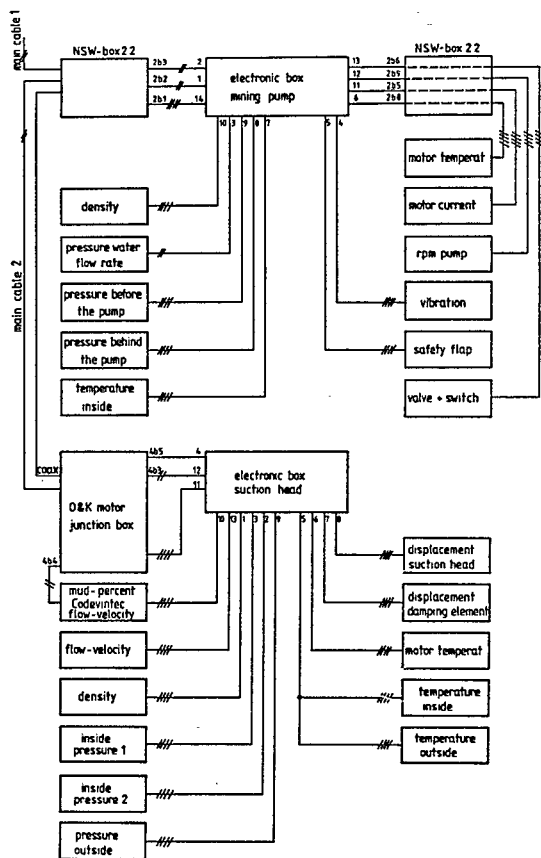 main cable 1
NSW-box 22
NSW-box 22
2b3
2
2b2
1
2b1
14
electronic box
mining pump
13
2b6
12
2b9
11
2b5
6
2b8
10
3
9
8
7
5
4
density
pressure water
flow rate
pressure before
the pump
pressure behind
the pump
temperature
inside
motor temperat
motor current
rpm pump
vibration
safety flap
valve + switch
main cable 2
coax
O&K motor
junction box
4b5
4
4b3
12
11
electronic box
suction head
10
13
1
3
2
9
5
6
7
8
4b4
mud-percent
Codevintec
flow-velocity
flow-velocity
density
inside
pressure 1
inside
pressure 2
pressure
outside
displacement
suction head
displacement
damping element
motor temperat
temperature
inside
temperature
outside